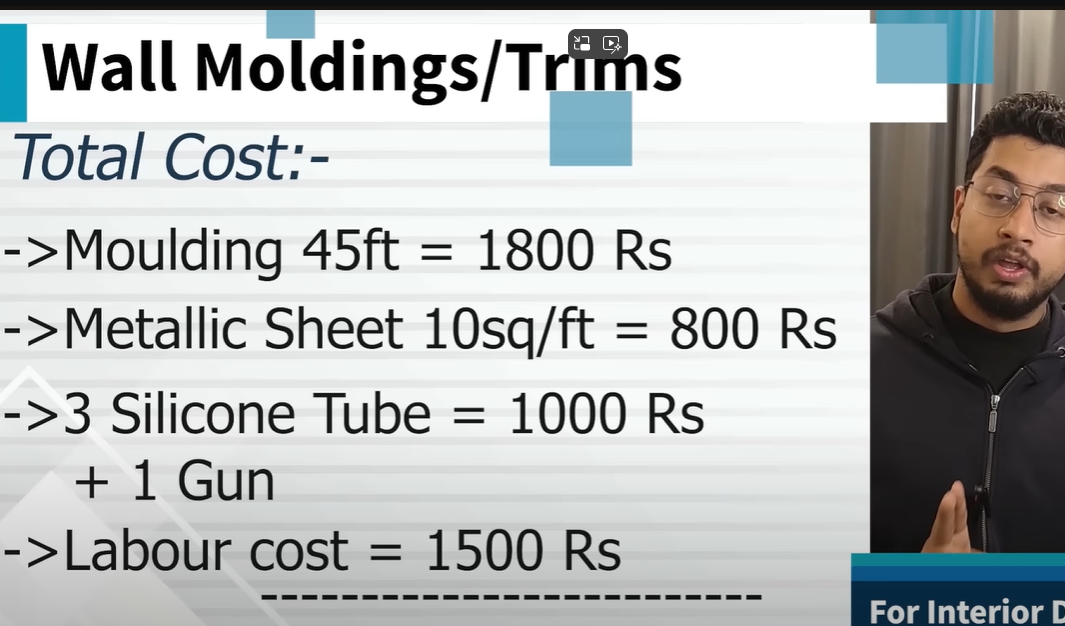 Wall Moldings/Trims
Total Cost:-
->Moulding 45ft = 1800 Rs
->Metallic Sheet 10sq/ft = 800 Rs
->3 Silicone Tube = 1000 Rs
+ 1 Gun
->Labour cost = 1500 Rs
-------------------------
For Interior D